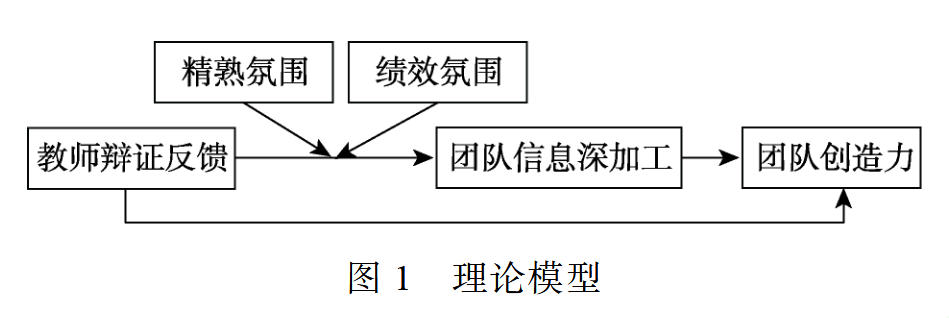 精熟氛围
绩效氛围
教师辩证反馈
团队信息深加工
团队创造力
图 1 理论模型